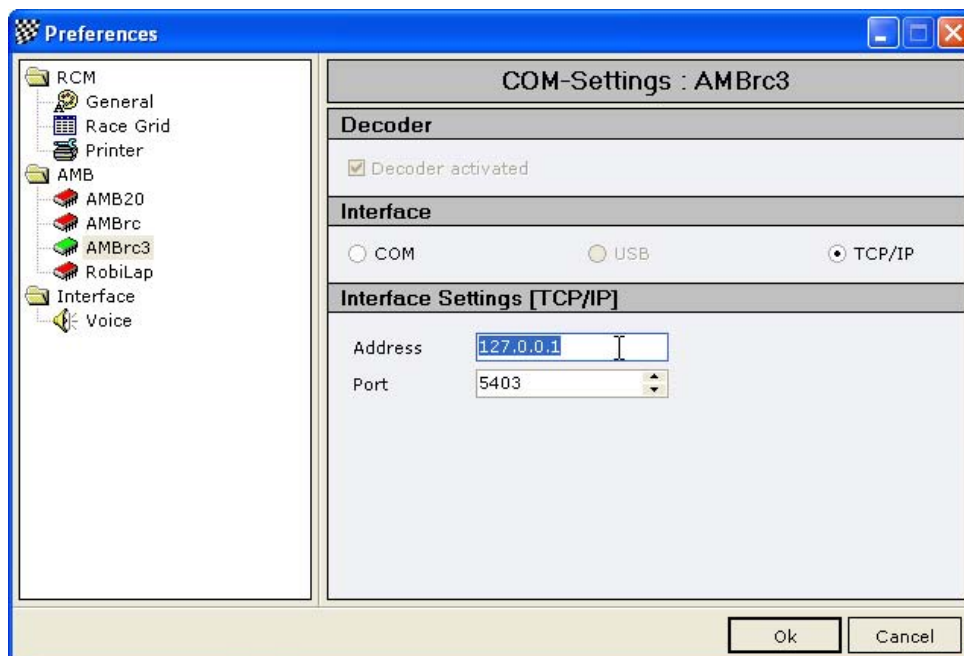 Preferences
RCM
General
Race Grid
Printer
AMB
AMB20
AMBrc
AMBrc3
RobiLap
Interface
Voice
COM-Settings : AMBrc3
Decoder
Decoder activated
Interface
COM USB TCP/IP
Interface Settings [TCP/IP]
Address 127.0.0.1
Port 5403
Ok Cancel